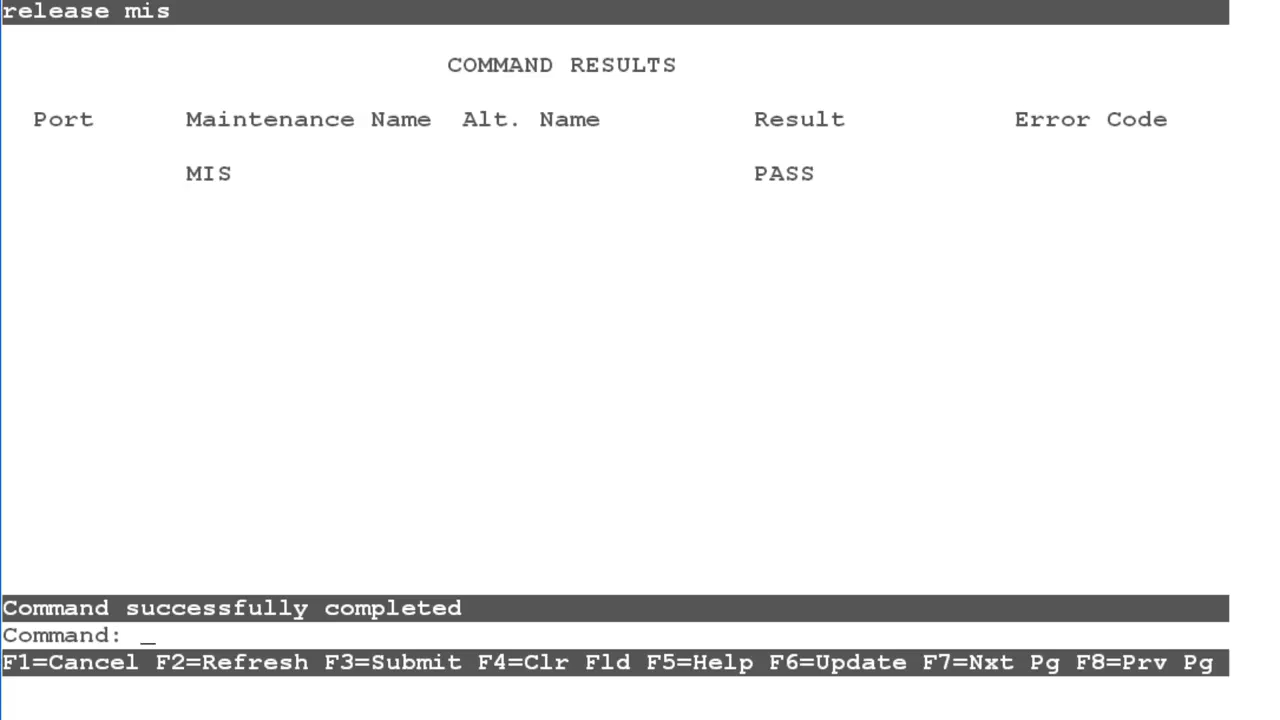 release mis
COMMAND RESULTS
Port Maintenance Name Alt. Name Result Error Code
MIS PASS
Command successfully completed
Command: _
F1=Cancel F2=Refresh F3=Submit F4=Clr Fld F5=Help F6=Update F7=Nxt Pg F8=Prv Pg